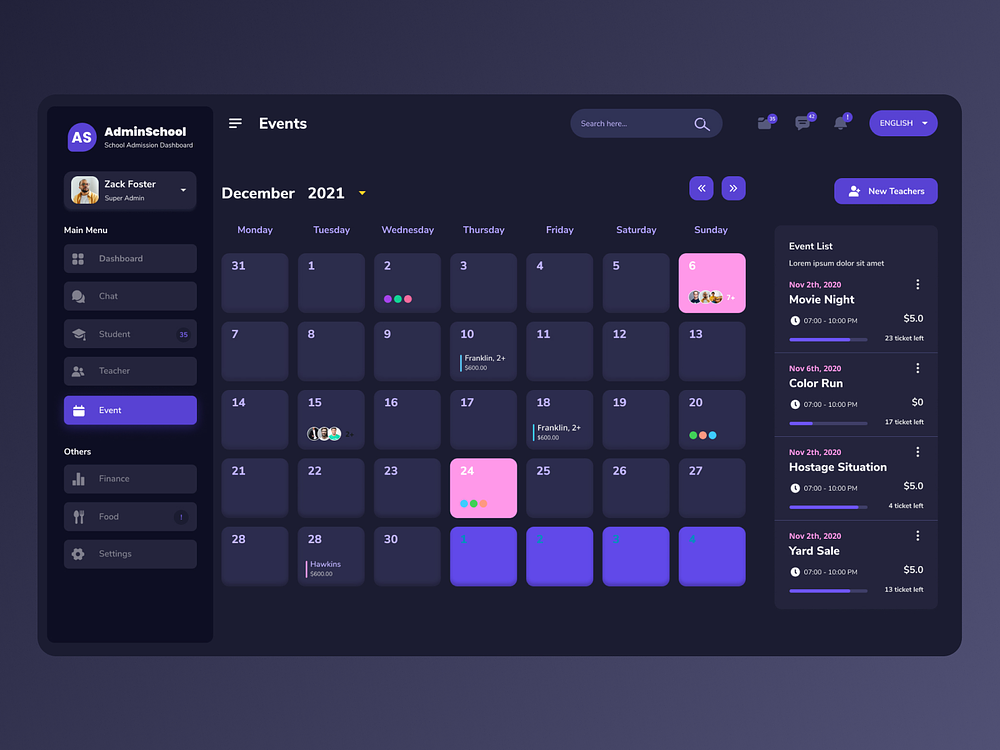 AS
AdminSchool
School Admission Dashboard
Zack Foster
Super Admin
Main Menu
Dashboard
Chat
Student
35
Teacher
Event
Others
Finance
Food
!
Settings
Events
Search here...
35
42
!
ENGLISH
December 2021
«
»
New Teachers
Monday Tuesday Wednesday Thursday Friday Saturday Sunday
31 1 2 3 4 5 6
7+
7 8 9 10 11 12 13
Franklin, 2+
$600.00
14 15 16 17 18 19 20
Franklin, 2+
$600.00
21 22 23 24 25 26 27
28 28 30 1 2 3 4
Hawkins
$600.00
Event List
Lorem ipsum dolor sit amet
Nov 2th, 2020
Movie Night
07:00 - 10:00 PM
$5.0
23 ticket left
Nov 6th, 2020
Color Run
07:00 - 10:00 PM
$0
17 ticket left
Nov 2th, 2020
Hostage Situation
07:00 - 10:00 PM
$5.0
4 ticket left
Nov 2th, 2020
Yard Sale
07:00 - 10:00 PM
$5.0
13 ticket left